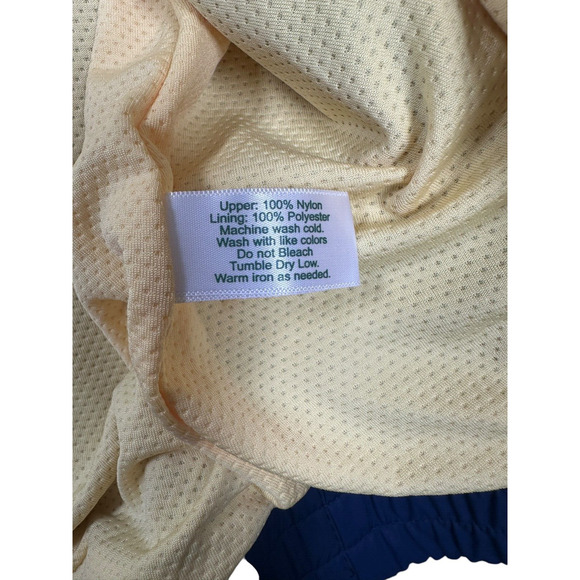 Upper: 100% Nylon
Lining: 100% Polyester
Machine wash cold.
Wash with like colors
Do not Bleach
Tumble Dry Low.
Warm iron as needed.